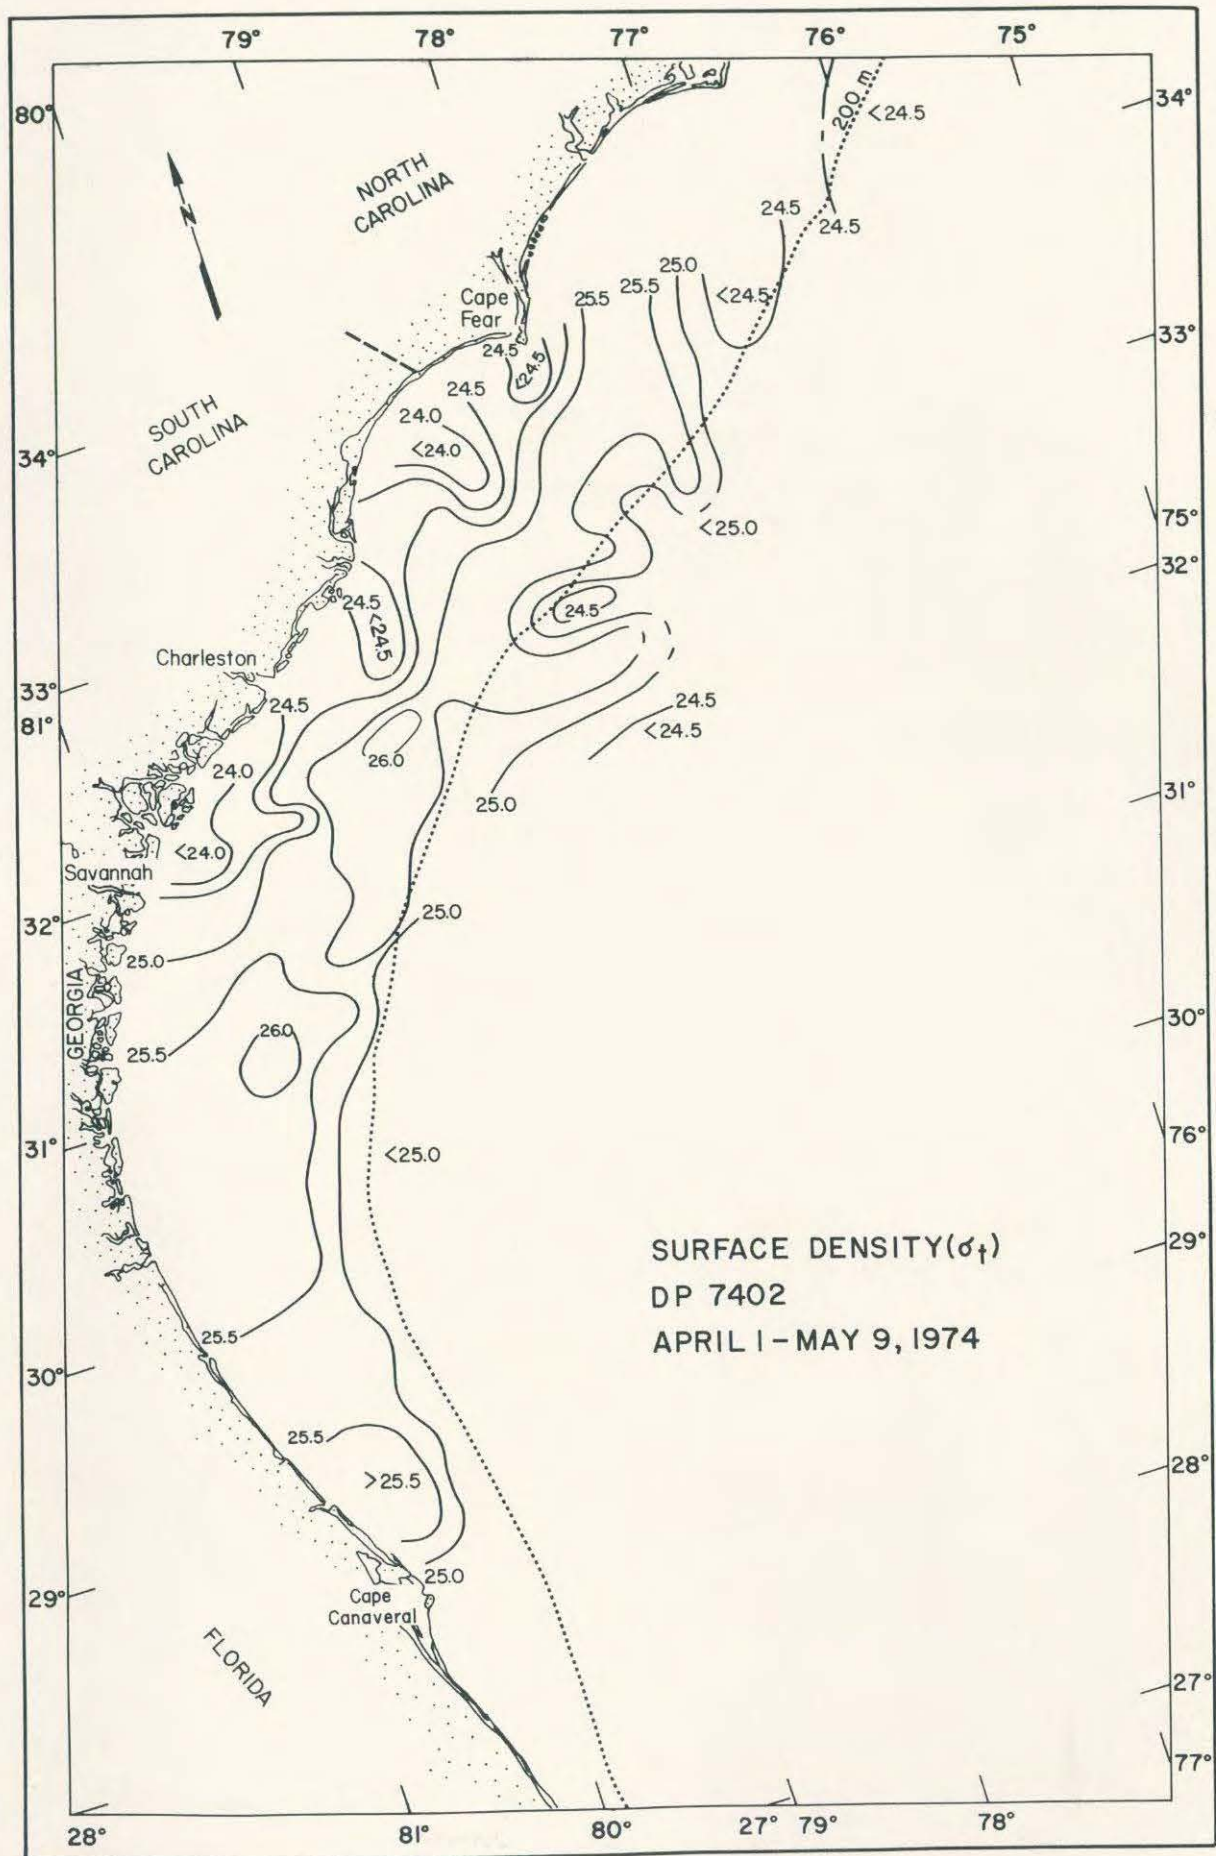 79° 78° 77° 76° 75°
80°
200 m
<24.5
34°
NORTH
CAROLINA
N
24.5
24.5
25.0
25.5
25.5
<24.5
Cape
Fear
33°
24.5
<24.5
24.5
SOUTH
CAROLINA
24.0
<24.0
34°
<25.0
75°
32°
24.5
24.5
<24.5
Charleston
33°
81°
24.5
24.5
<24.5
26.0
24.0
25.0
31°
<24.0
Savannah
32°
25.0
25.0
GEORGIA
26.0
25.5
30°
31°
<25.0
76°
SURFACE DENSITY(σt)
DP 7402
APRIL 1-MAY 9, 1974
29°
25.5
30°
25.5
>25.5
28°
25.0
29°
Cape
Canaveral
FLORIDA
27°
77°
28° 81° 80° 27° 79° 78°